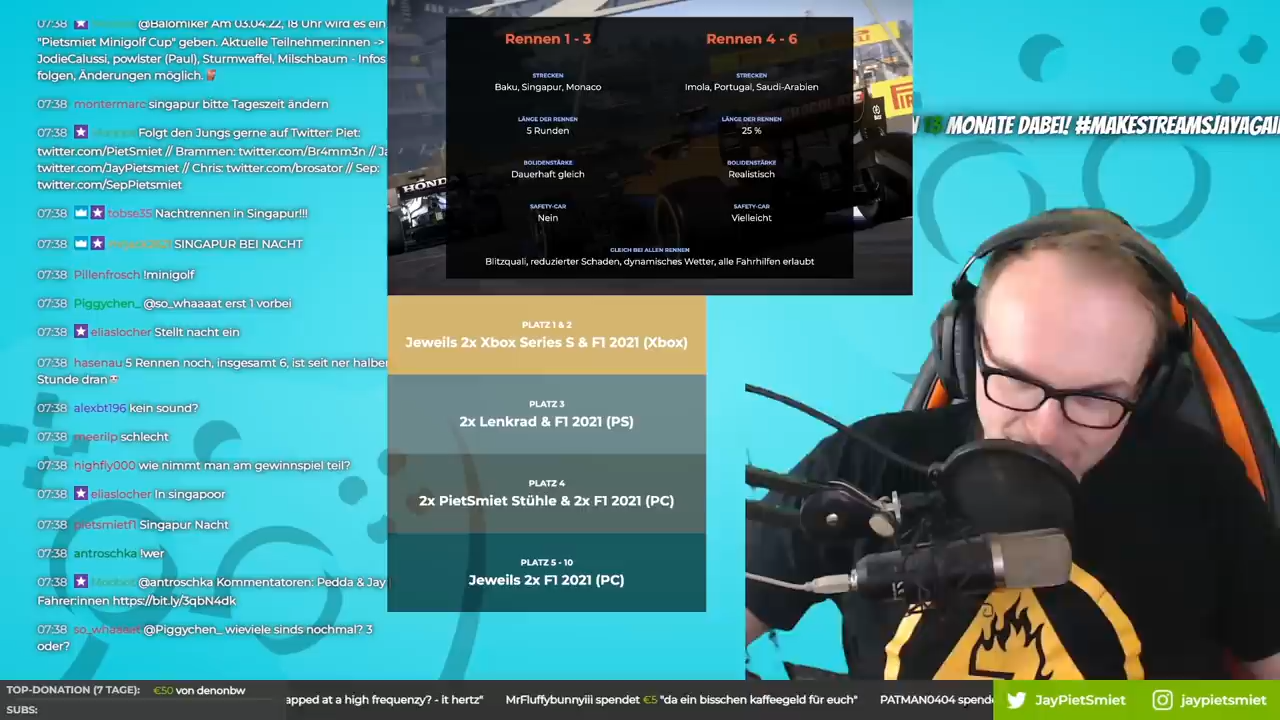 07:38 @Balomiker Am 03.04.22, 18 Uhr wird es ein
"Pietsmiet Minigolf Cup" geben. Aktuelle Teilnehmer:innen ->
JodieCalussi, powlster (Paul), Sturmwaffel, Milschbaum - Infos
folgen, Änderungen möglich.
07:38 montermarc singapur bitte Tageszeit ändern
07:38 Folgt den Jungs gerne auf Twitter: Piet:
twitter.com/PietSmiet // Brammen: twitter.com/Br4mm3n // Ja
twitter.com/JayPietSmiet // Chris: twitter.com/brosator // Sep:
twitter.com/SepPietsmiet
07:38 tobse35 Nachtrennen in Singapur!!!
07:38 SINGAPUR BEI NACHT
07:38 Pillenfrosch !minigolf
07:38 Piggychen_ @so_whaaat erst 1 vorbei
07:38 eliaslocher Stellt nacht ein
07:38 hasenau 5 Rennen noch, insgesamt 6, ist seit ner halben
Stunde dran
07:38 alexbt196 kein sound?
07:38 meerilp schlecht
07:38 highfly000 wie nimmt man am gewinnspiel teil?
07:38 eliaslocher In singapoor
07:38 pietsmietf1 Singapur Nacht
07:38 antroschka !wer
07:38 Moobot @antroschka Kommentatoren: Pedda & Jay
Fahrer:innen https://bit.ly/3qbN4dk
07:38 so_whaaaat @Piggychen_ wieviele sinds nochmal? 3
oder?
Rennen 1 - 3
STRECKEN
Baku, Singapur, Monaco
LÄNGE DER RENNEN
5 Runden
BOLIDENSTÄRKE
Dauerhaft gleich
SAFETY-CAR
Nein
Rennen 4 - 6
STRECKEN
Imola, Portugal, Saudi-Arabien
LÄNGE DER RENNEN
25 %
BOLIDENSTÄRKE
Realistisch
SAFETY-CAR
Vielleicht
GLEICH BEI ALLEN RENNEN
Blitzquali, reduzierter Schaden, dynamisches Wetter, alle Fahrhilfen erlaubt
HONDA
PIRE
PLATZ 1 & 2
Jeweils 2x Xbox Series S & F1 2021 (Xbox)
PLATZ 3
2x Lenkrad & F1 2021 (PS)
PLATZ 4
2x PietSmiet Stühle & 2x F1 2021 (PC)
PLATZ 5 - 10
Jeweils 2x F1 2021 (PC)
MONATE DABEI! #MAKESTREAMSJAYAGAI
TOP-DONATION (7 TAGE): €50 von denonbw
SUBS:
apped at a high frequenzy? - it hertz" MrFluffybunnyiii spendet €5 "da ein bisschen kaffeegeld für euch" PATMAN0404 spende
JayPietSmiet
jaypietsmiet